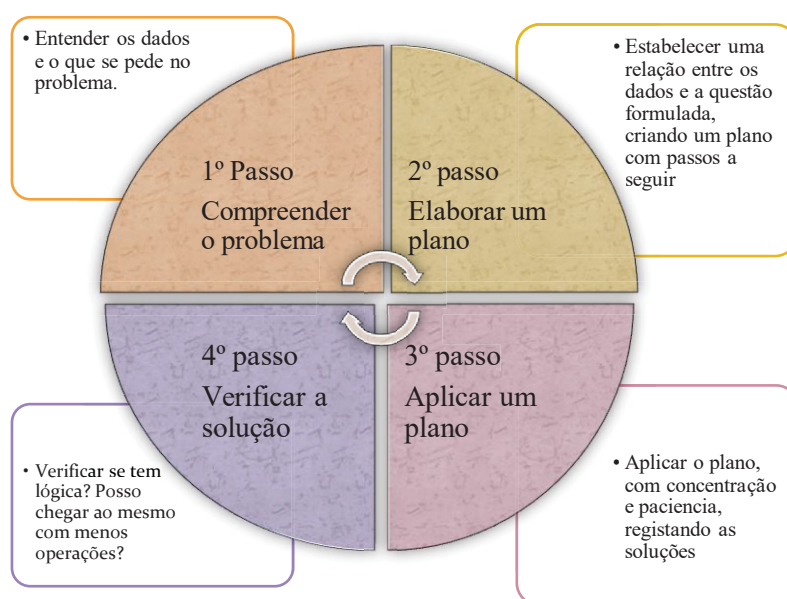 • Entender os dados
e o que se pede no
problema.
1º Passo
Compreender
o problema
2º passo
Elaborar um
plano
• Estabelecer uma
relação entre os
dados e a questão
formulada,
criando um plano
com passos a
seguir
4º passo
Verificar a
solução
3º passo
Aplicar um
plano
• Verificar se tem
lógica? Posso
chegar ao mesmo
com menos
operações?
• Aplicar o plano,
com concentração
e paciencia,
registando as
soluções